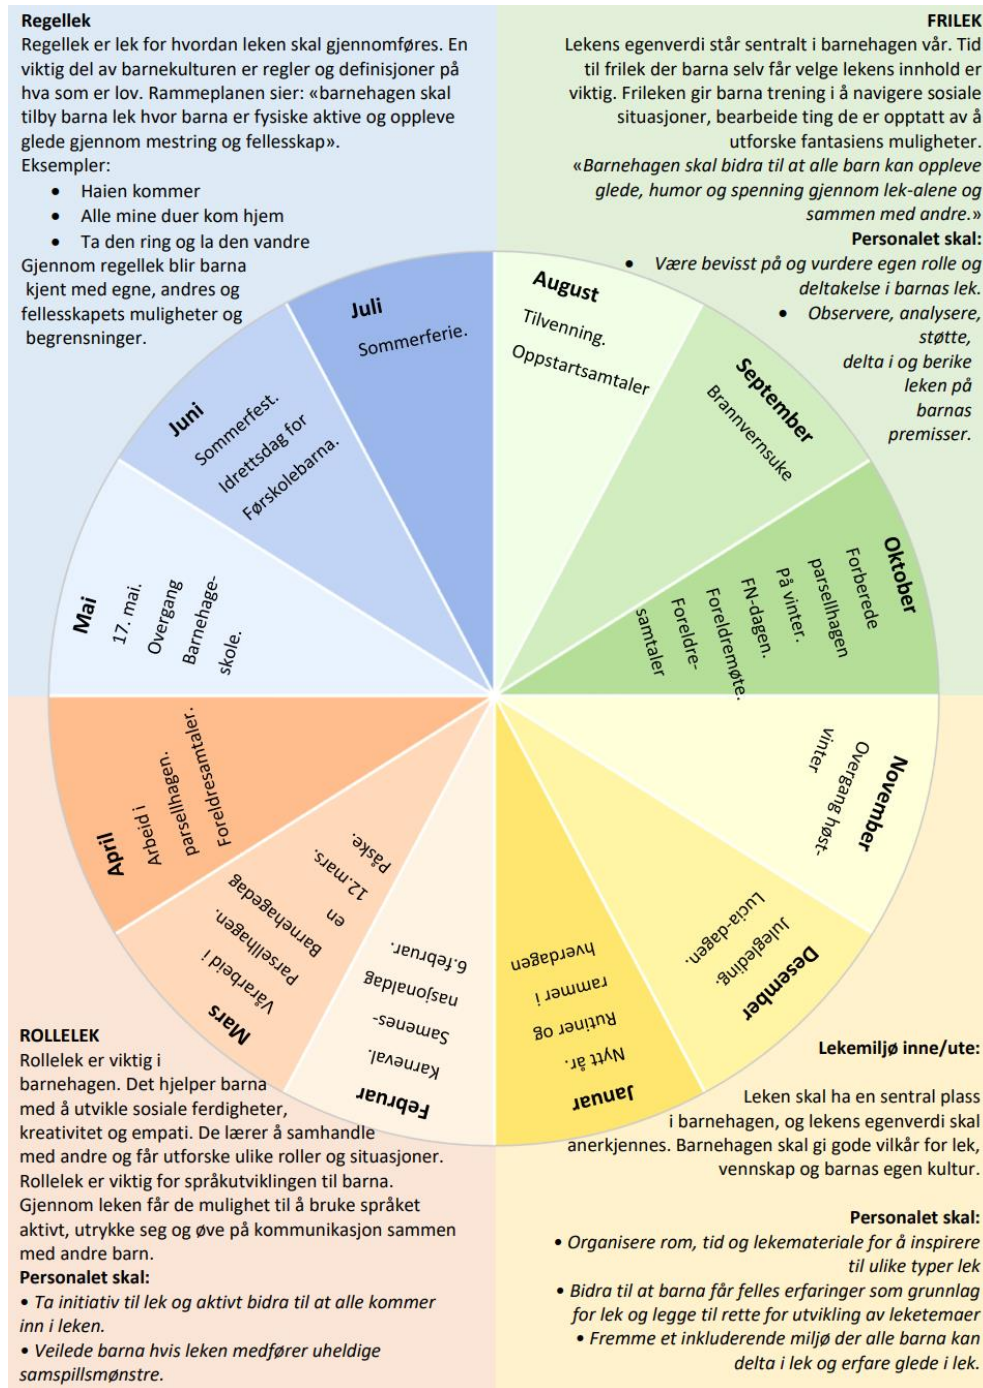 Regellek
Regellek er lek for hvordan leken skal gjennomføres. En
viktig del av barnekulturen er regler og definisjoner på
hva som er lov. Rammeplanen sier: «barnehagen skal
tilby barna lek hvor barna er fysiske aktive og oppleve
glede gjennom mestring og fellesskap».
Eksempler:
• Haien kommer
• Alle mine duer kom hjem
• Ta den ring og la den vandre
Gjennom regellek blir barna
kjent med egne, andres og
fellesskapets muligheter og
begrensninger.
FRILEK
Lekens egenverdi står sentralt i barnehagen vår. Tid
til frilek der barna selv får velge lekens innhold er
viktig. Frileken gir barna trening i å navigere sosiale
situasjoner, bearbeide ting de er opptatt av å
utforske fantasiens muligheter.
«Barnehagen skal bidra til at alle barn kan oppleve
glede, humor og spenning gjennom lek-alene og
sammen med andre.»
Personalet skal:
• Være bevisst på og vurdere egen rolle og
deltakelse i barnas lek.
• Observere, analysere,
støtte,
delta i og berike
leken på
barnas
premisser.
August
Tilvenning.
Oppstartsamtaler
September
Brannvernsuke
Oktober
Forberede
parsellhagen
På vinter.
FN-dagen.
Foreldremøte.
Foreldre-
samtaler
November
Overgang høst-
vinter
Desember
Julegleding.
Lucia-dagen.
Januar
Nytt år.
Rutiner og
rammer i
hverdagen
Februar
Karneval.
Samenes-
nasjonaldag
6.februar.
Mars
Vårarbeid i
Parsellhagen.
Barnehagedag
en
12.mars.
Påske.
April
Arbeid i
parsellhagen.
Foreldresamtaler.
Mai
17. mai.
Overgang
Barnehage-
skole.
Juni
Sommerfest.
Idrettsdag for
Førskolebarna.
Juli
Sommerferie.
ROLLELEK
Rollelek er viktig i
barnehagen. Det hjelper barna
med å utvikle sosiale ferdigheter,
kreativitet og empati. De lærer å samhandle
med andre og får utforske ulike roller og situasjoner.
Rollelek er viktig for språkutviklingen til barna.
Gjennom leken får de mulighet til å bruke språket
aktivt, utrykke seg og øve på kommunikasjon sammen
med andre barn.
Personalet skal:
• Ta initiativ til lek og aktivt bidra til at alle kommer
inn i leken.
• Veilede barna hvis leken medfører uheldige
samspillsmønstre.
Lekemiljø inne/ute:
Leken skal ha en sentral plass
i barnehagen, og lekens egenverdi skal
anerkjennes. Barnehagen skal gi gode vilkår for lek,
vennskap og barnas egen kultur.
Personalet skal:
• Organisere rom, tid og lekemateriale for å inspirere
til ulike typer lek
• Bidra til at barna får felles erfaringer som grunnlag
for lek og legge til rette for utvikling av leketemaer
• Fremme et inkluderende miljø der alle barna kan
delta i lek og erfare glede i lek.